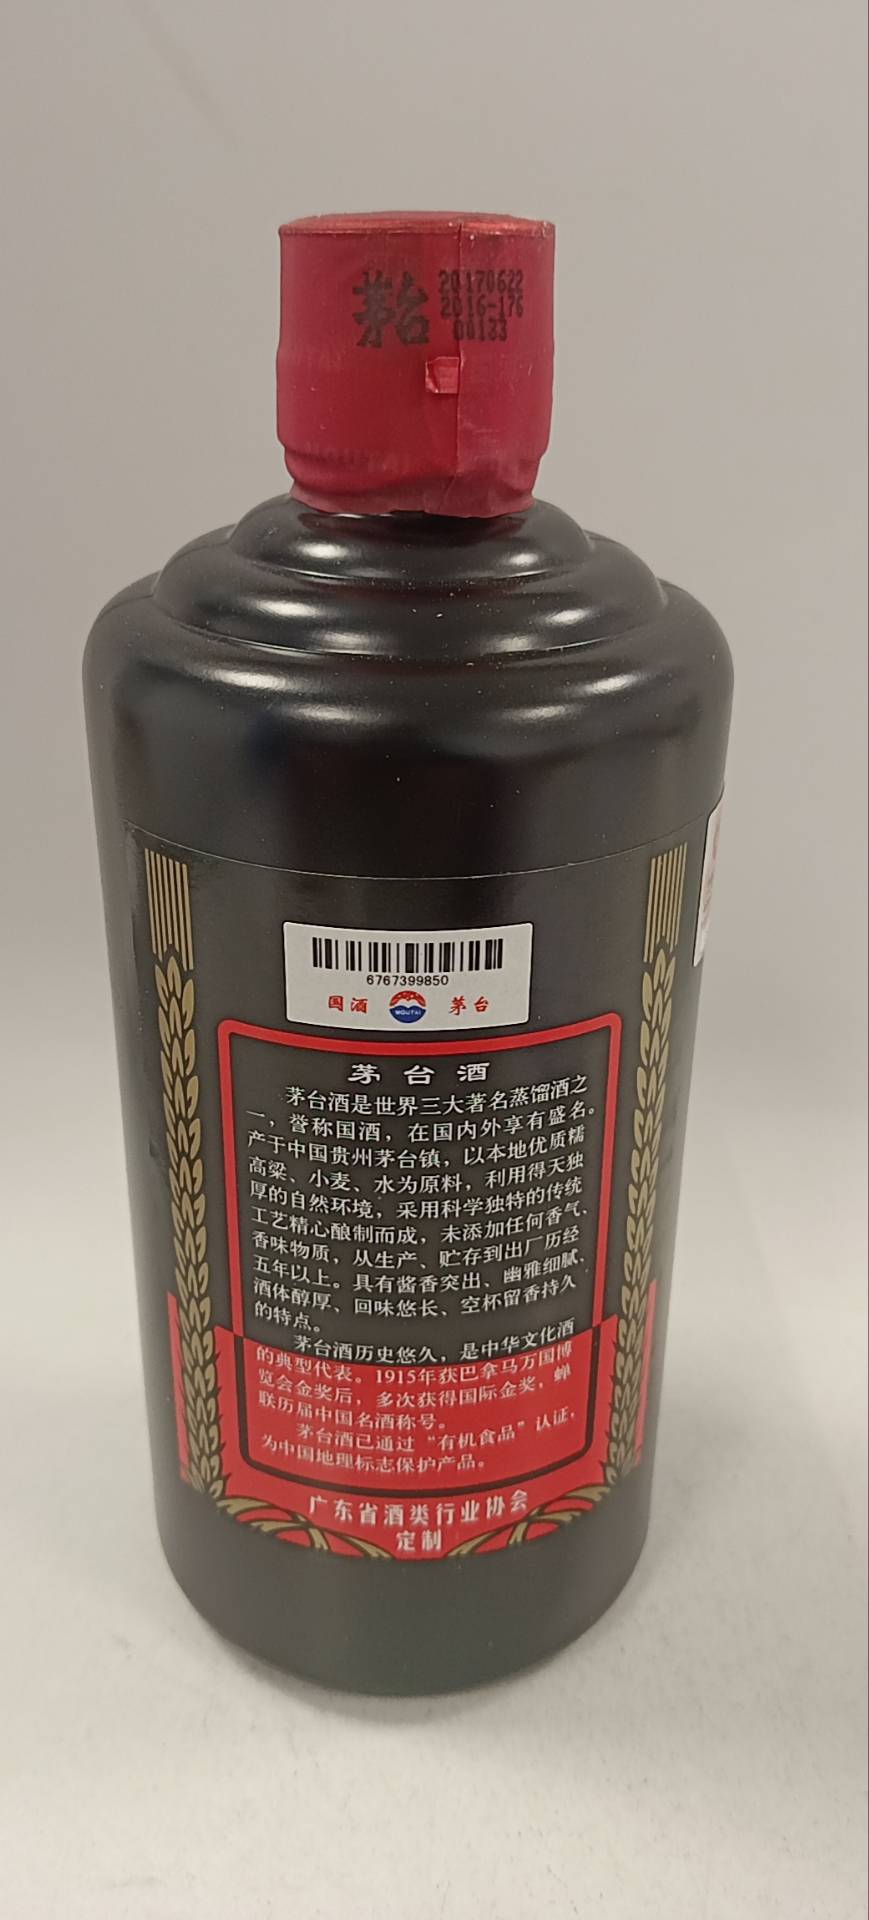 茅台
20170622
2016-176
00133
6767399850
国酒 MOUTAI 茅台
茅台酒
茅台酒是世界三大著名蒸馏酒之
一，誉称国酒，在国内外享有盛名。
产于中国贵州茅台镇，以本地优质糯
高粱、小麦、水为原料，利用得天独
厚的自然环境，采用科学独特的传统
工艺精心酿制而成，未添加任何香气、
香味物质，从生产、贮存到出厂历经
五年以上。具有酱香突出、幽雅细腻、
酒体醇厚、回味悠长、空杯留香持久
的特点。
茅台酒历史悠久，是中华文化酒
的典型代表。1915年获巴拿马万国博
览会金奖后，多次获得国际金奖，蝉
联历届中国名酒称号。
茅台酒已通过“有机食品”认证，
为中国地理标志保护产品。
广东省酒类行业协会
定制